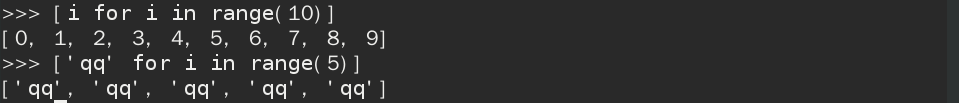 >>> [i for i in range(10)]
[0, 1, 2, 3, 4, 5, 6, 7, 8, 9]
>>> ['qq' for i in range(5)]
['qq', 'qq', 'qq', 'qq', 'qq']